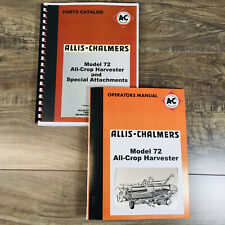 PARTS CATALOG
AC
ALLIS-CHALMERS
Model 72
All-Crop Harvester
and
Special Attachments
OPERATORS MANUAL
AC
ALLIS-CHALMERS
Model 72
All-Crop Harvester